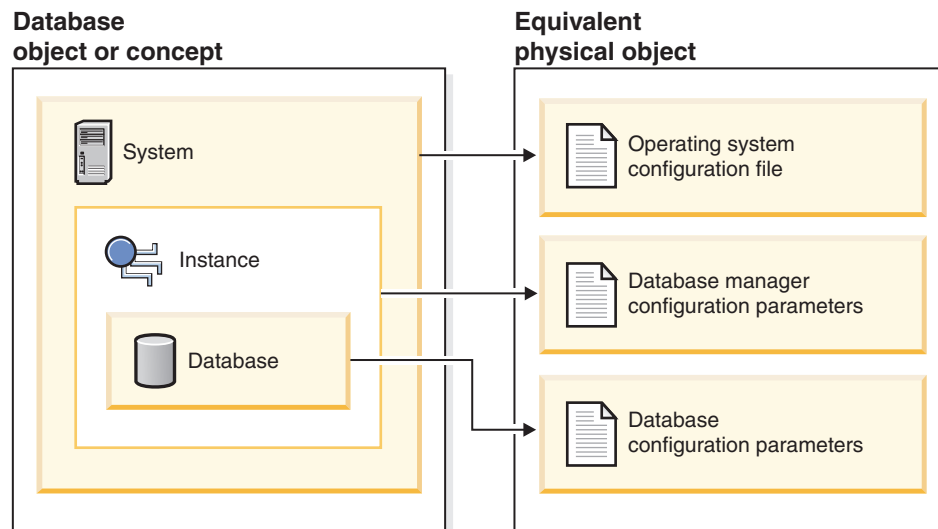 Database
object or concept
Equivalent
physical object
System
Operating system
configuration file
Instance
Database manager
configuration parameters
Database
Database
configuration parameters